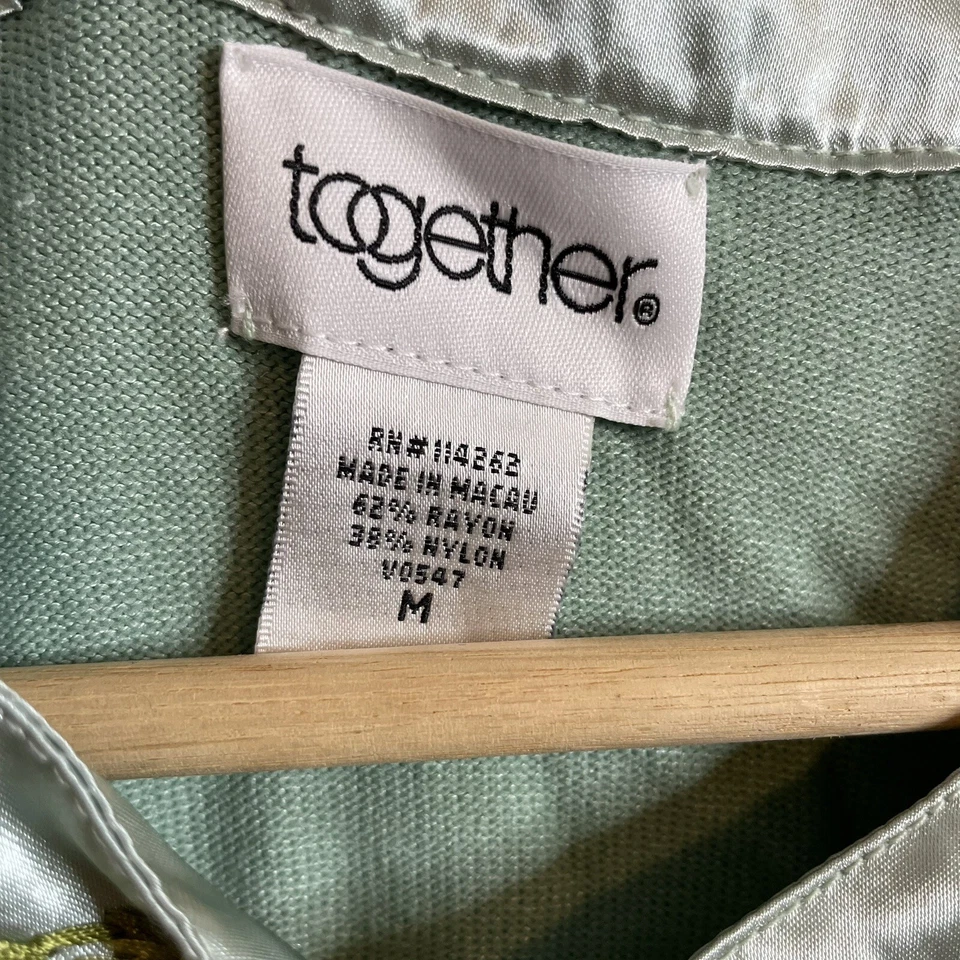 together®
RN#114263
MADE IN MACAU
62% RAYON
38% NYLON
V0547
M